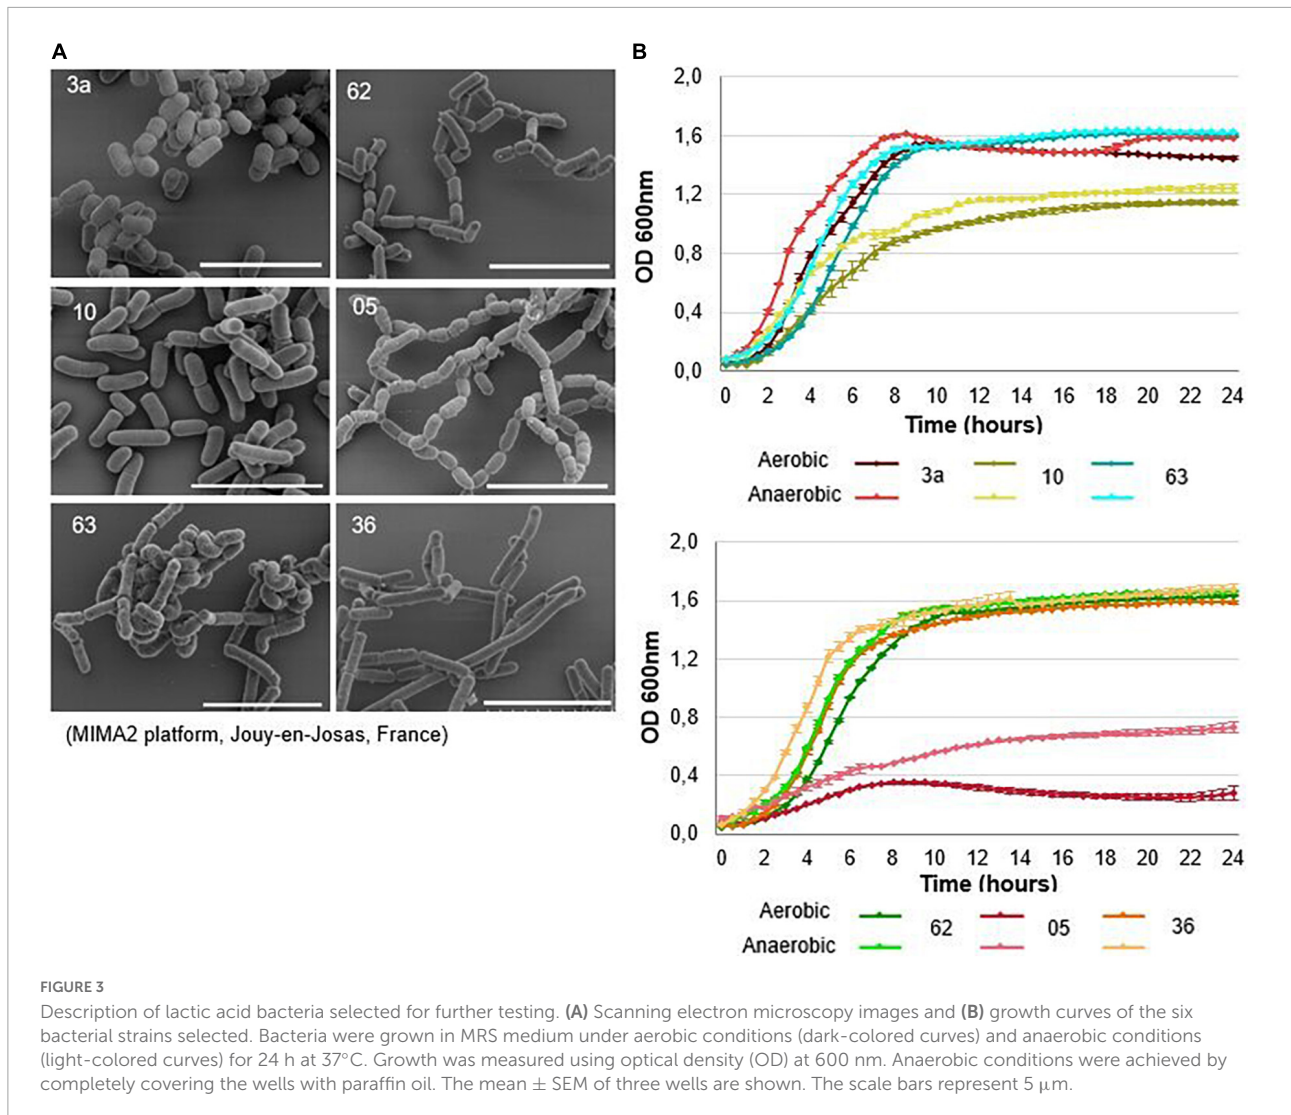 A
B
3a
62
10
05
63
36
(MIMA2 platform, Jouy-en-Josas, France)
2,0
1,6
1,2
0,8
0,4
0,0
OD 600nm
0 2 4 6 8 10 12 14 16 18 20 22 24
Time (hours)
Aerobic
Anaerobic
3a 10 63
2,0
1,6
1,2
0,8
0,4
0,0
OD 600nm
0 2 4 6 8 10 12 14 16 18 20 22 24
Time (hours)
Aerobic
Anaerobic
62 05 36
FIGURE 3
Description of lactic acid bacteria selected for further testing. (A) Scanning electron microscopy images and (B) growth curves of the six
bacterial strains selected. Bacteria were grown in MRS medium under aerobic conditions (dark-colored curves) and anaerobic conditions
(light-colored curves) for 24 h at 37°C. Growth was measured using optical density (OD) at 600 nm. Anaerobic conditions were achieved by
completely covering the wells with paraffin oil. The mean ± SEM of three wells are shown. The scale bars represent 5 μm.